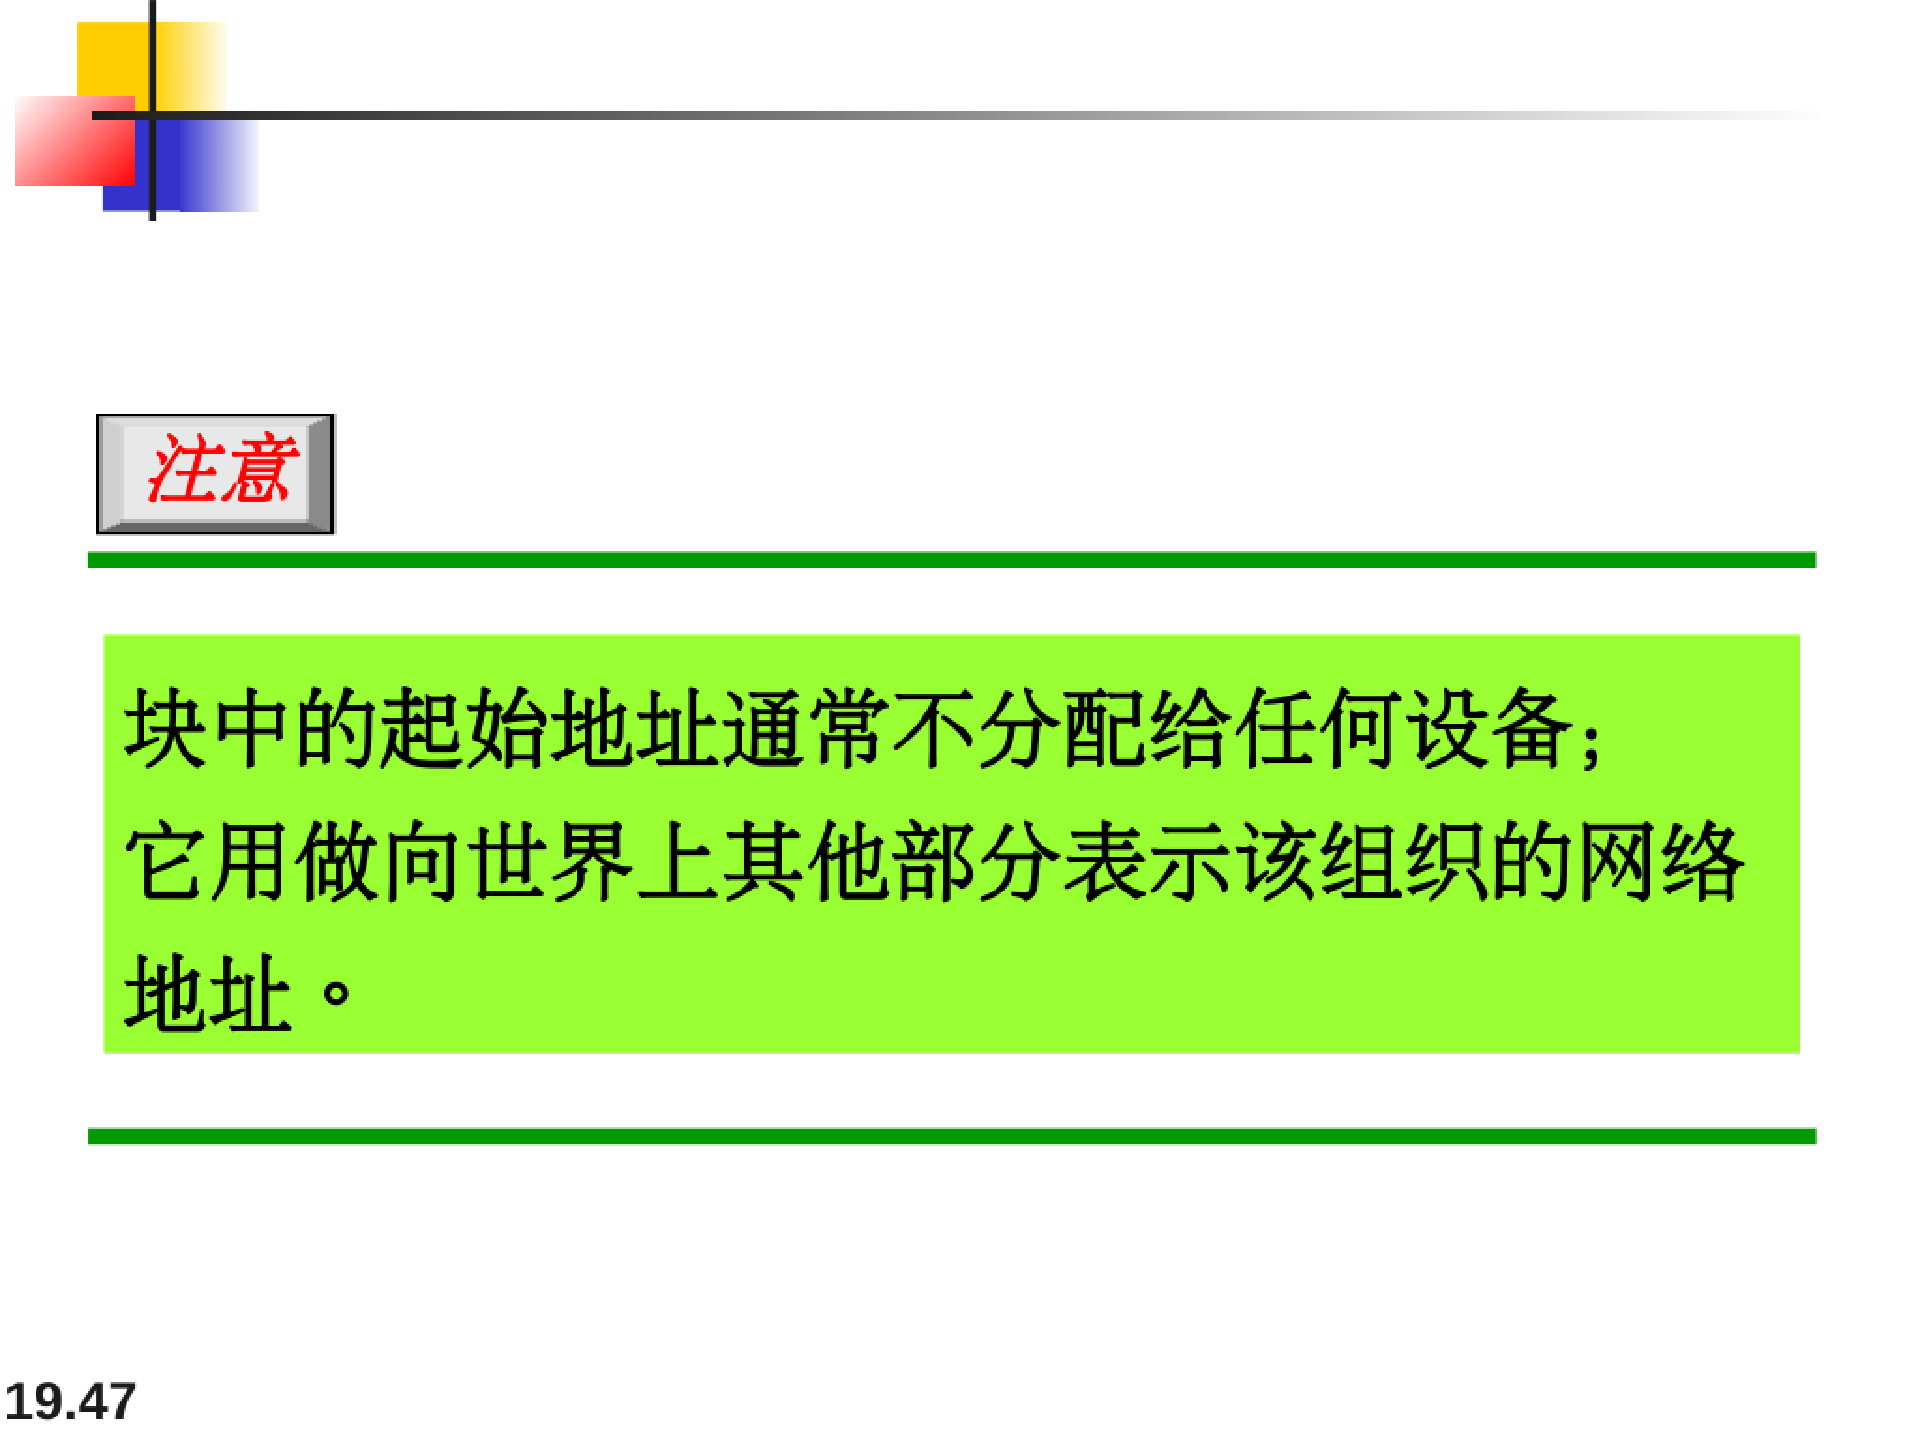 注意
块中的起始地址通常不分配给任何设备；
它用做向世界上其他部分表示该组织的网络
地址。
19.47